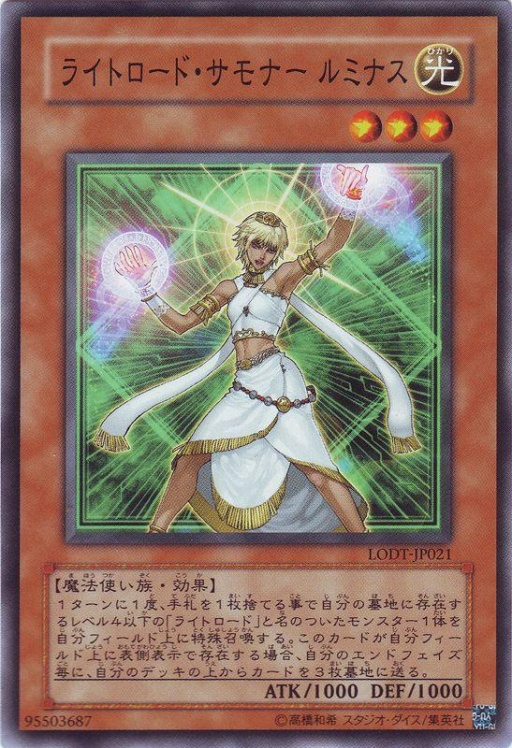 ライトロード・サモナー ルミナス
光
LODT-JP021
【魔法使い族・効果】
1ターンに1度、手札を1枚捨てる事で自分の墓地に存在す
るレベル4以下の「ライトロード」と名のついたモンスター1体を
自分フィールド上に特殊召喚する。このカードが自分フィー
ルド上に表側表示で存在する場合、自分のエンドフェイズ
毎に、自分のデッキの上からカードを3枚墓地に送る。
ATK/1000 DEF/1000
95503687 ©高橋和希 スタジオ・ダイス/集英社